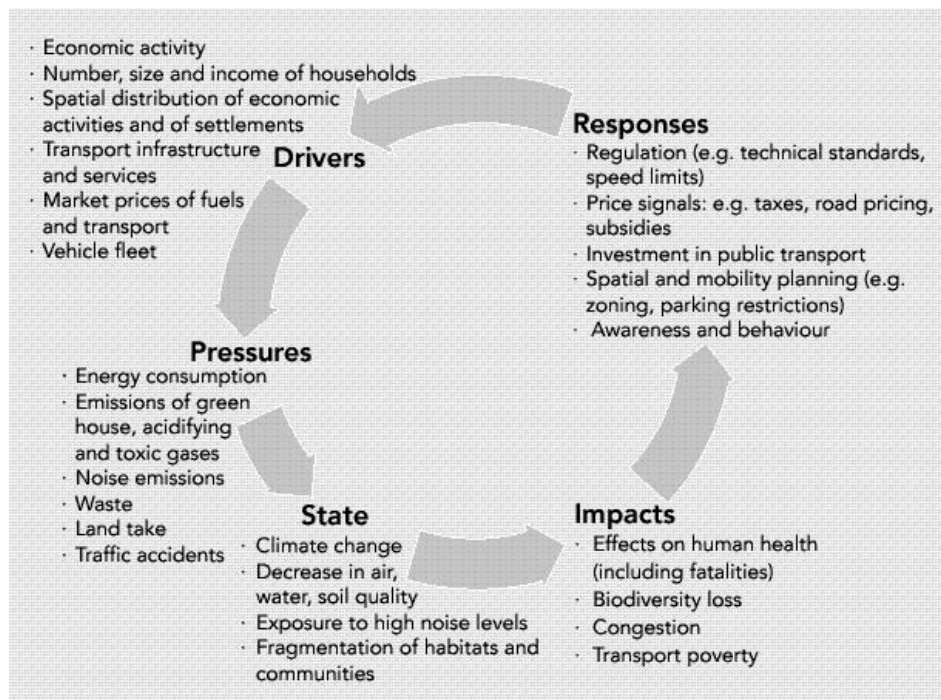 · Economic activity
· Number, size and income of households
· Spatial distribution of economic
activities and of settlements
· Transport infrastructure
and services
· Market prices of fuels
and transport
· Vehicle fleet
Drivers
Pressures
· Energy consumption
· Emissions of green
house, acidifying
and toxic gases
· Noise emissions
· Waste
· Land take
· Traffic accidents
State
· Climate change
· Decrease in air,
water, soil quality
· Exposure to high noise levels
· Fragmentation of habitats and
communities
Impacts
· Effects on human health
(including fatalities)
· Biodiversity loss
· Congestion
· Transport poverty
Responses
· Regulation (e.g. technical standards,
speed limits)
· Price signals: e.g. taxes, road pricing,
subsidies
· Investment in public transport
· Spatial and mobility planning (e.g.
zoning, parking restrictions)
· Awareness and behaviour